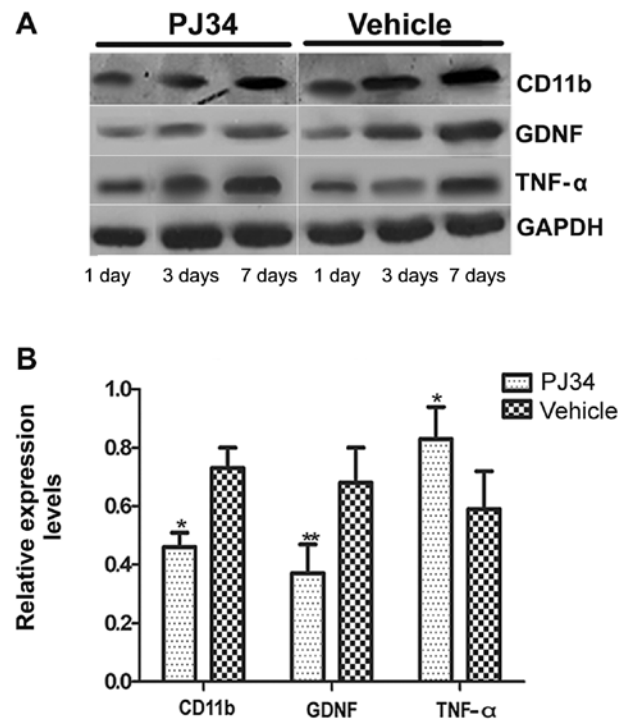 A
PJ34 Vehicle
CD11b
GDNF
TNF-α
GAPDH
1 day 3 days 7 days 1 day 3 days 7 days
B
PJ34
Vehicle
Relative expression
levels
1.0
0.8
0.6
0.4
0.2
0.0
*
**
*
CD11b GDNF TNF-α